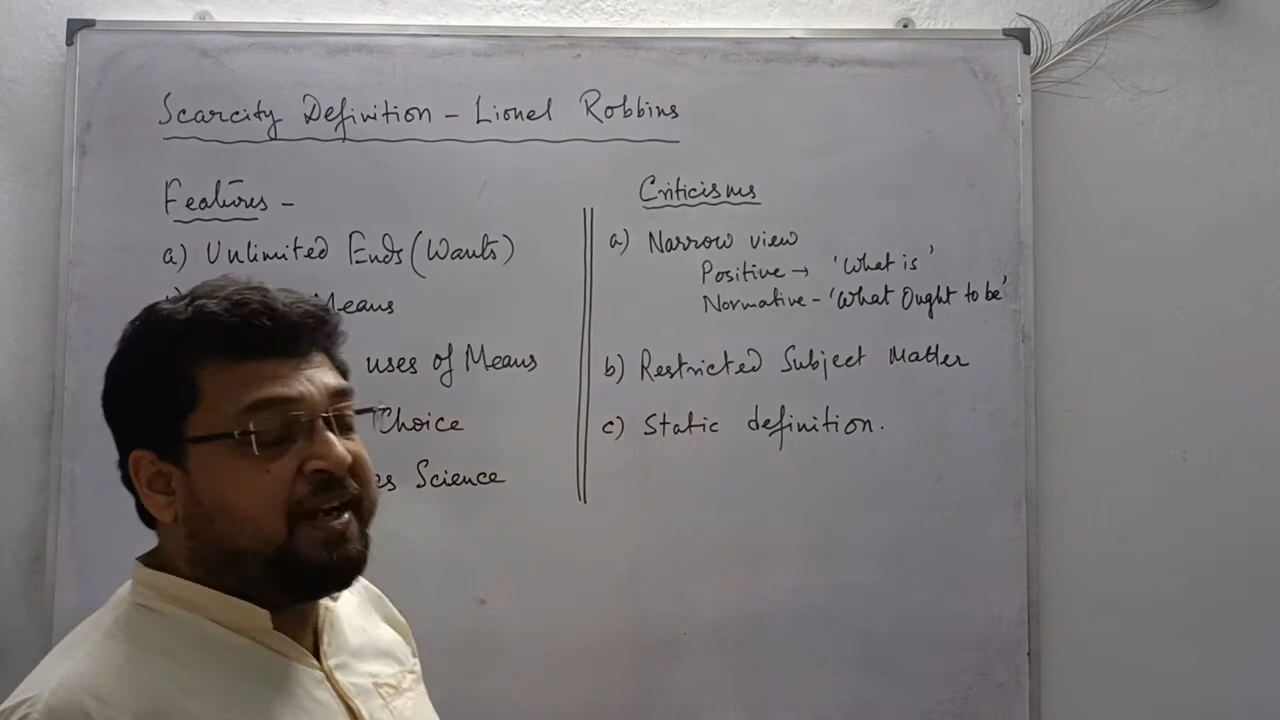 Scarcity Definition - Lionel Robbins
Features -
a) Unlimited Ends (Wants)
Means
uses of Means
Choice
Science
Criticisms
a) Narrow view
Positive → 'What is'
Normative - 'What Ought to be'
b) Restricted Subject Matter
c) Static definition.